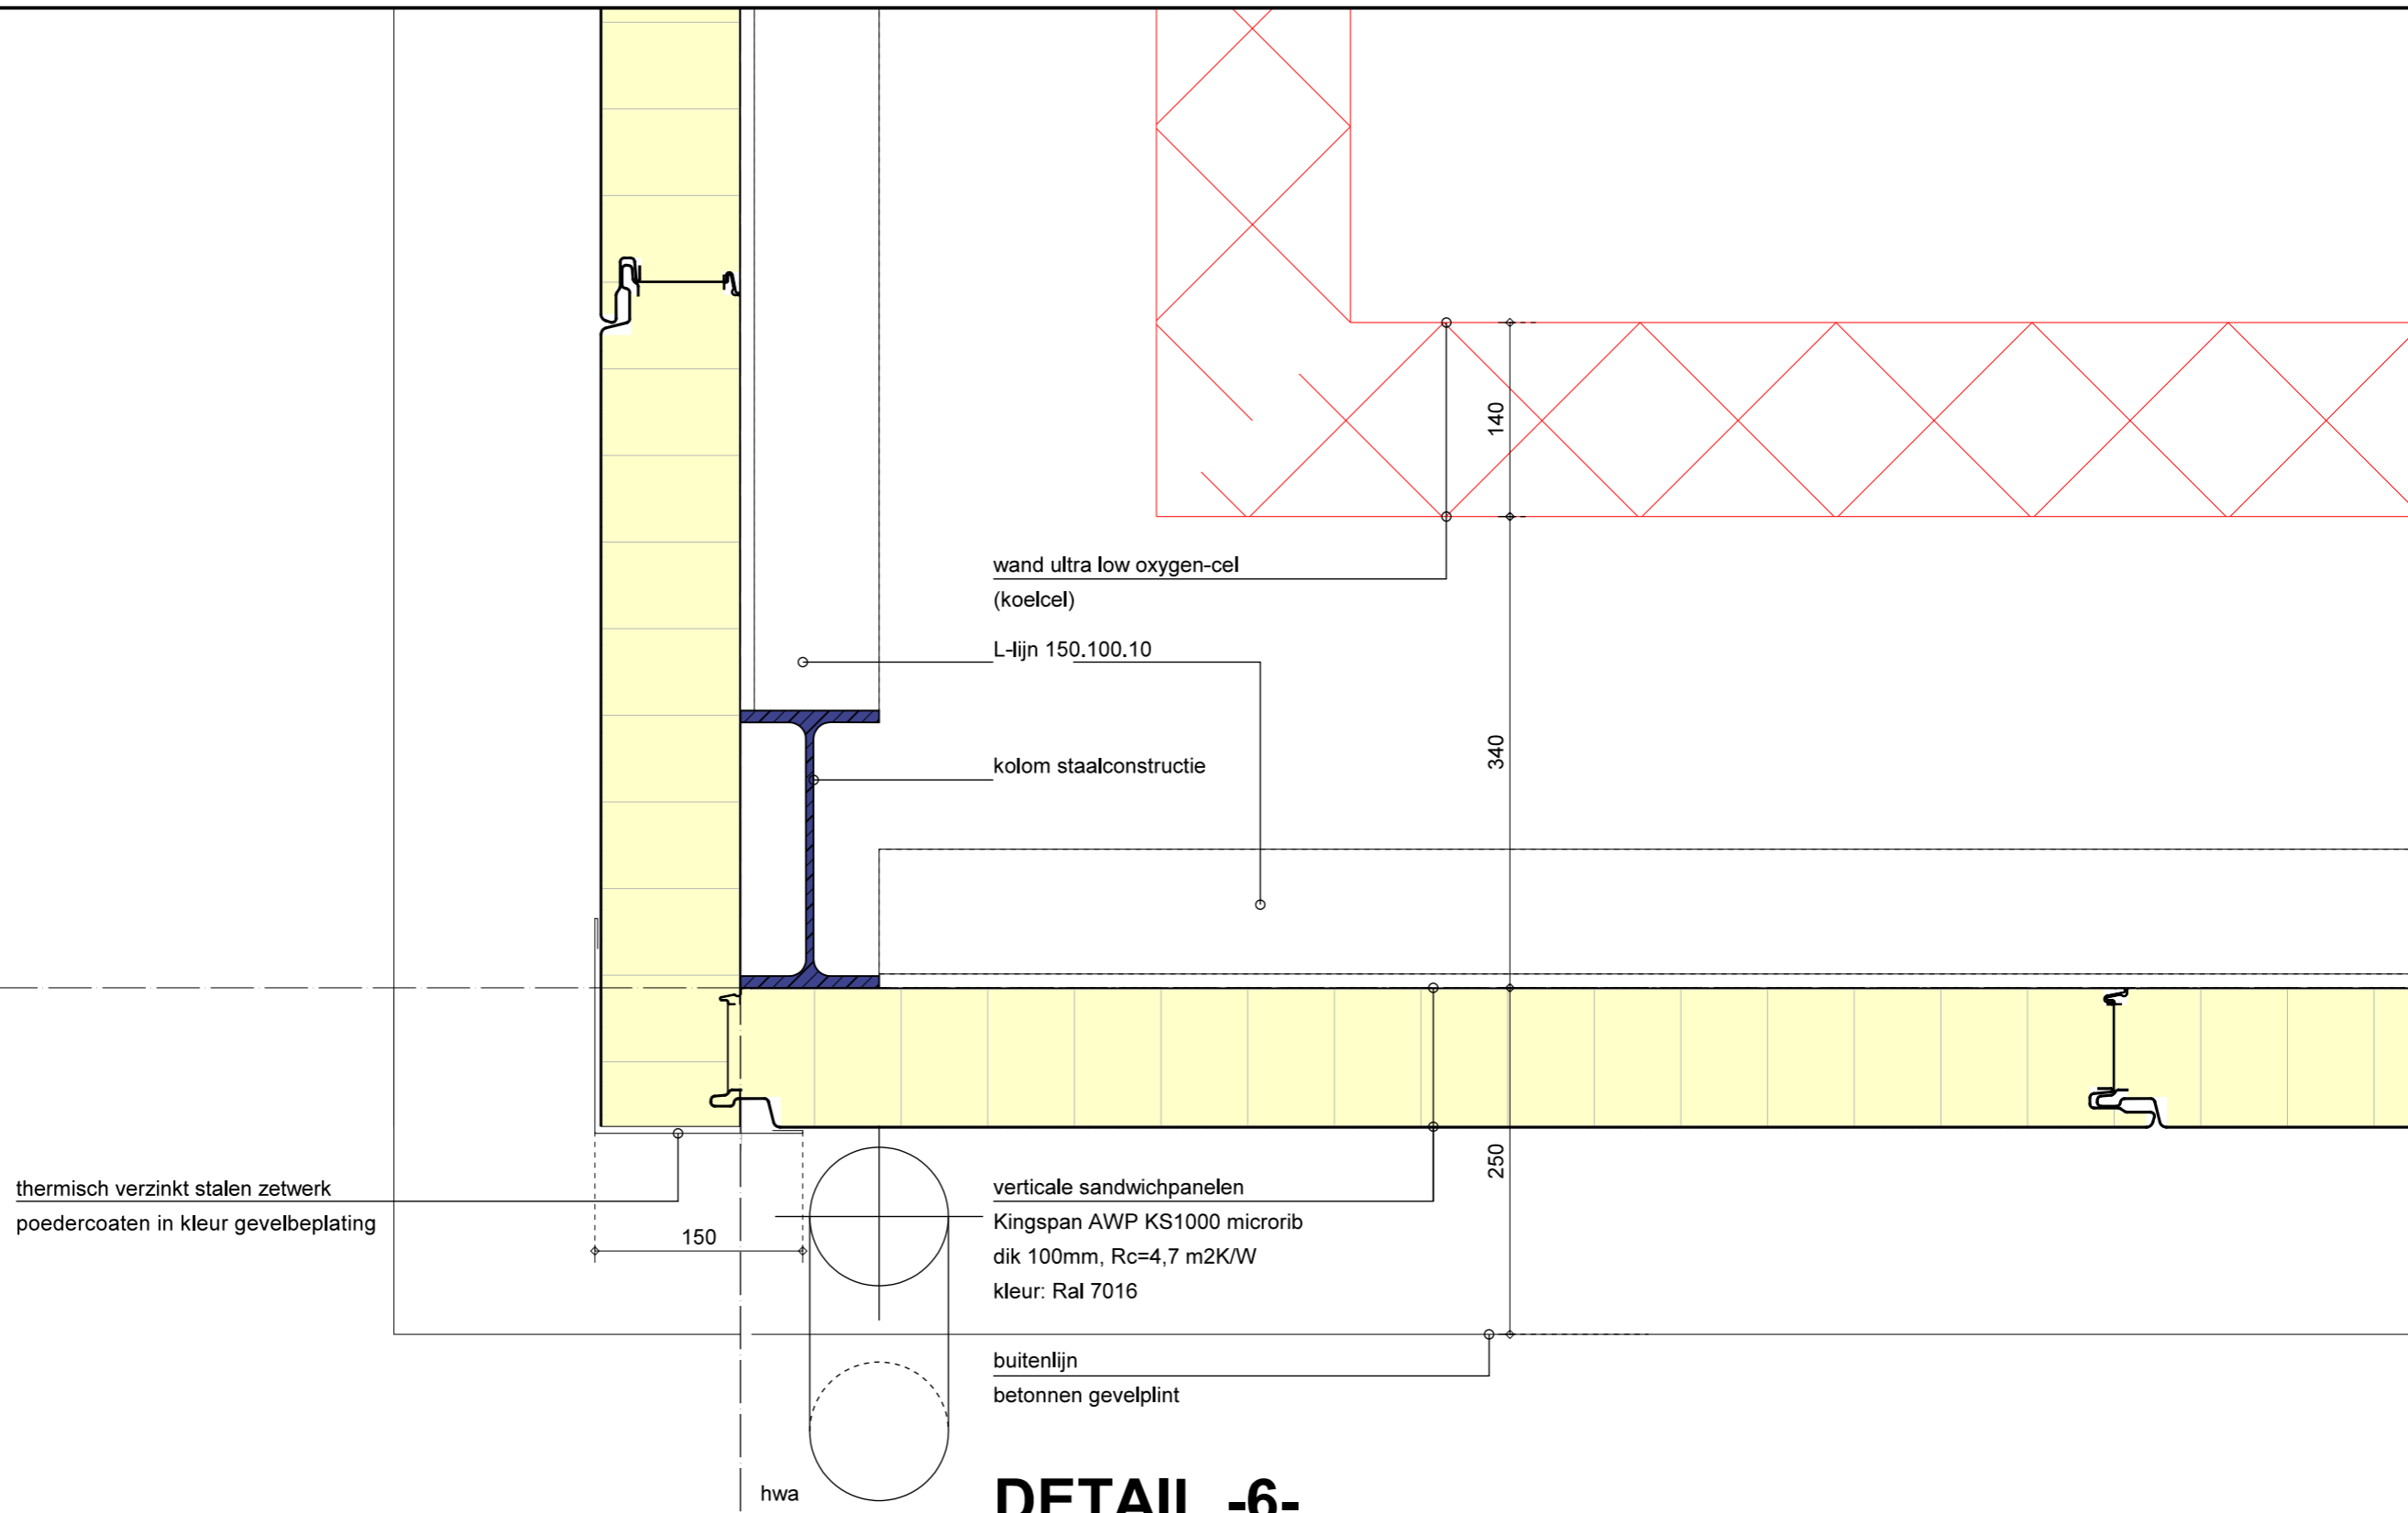 140
wand ultra low oxygen-cel
(koelcel)
L-lijn 150.100.10
340
kolom staalconstructie
250
thermisch verzinkt stalen zetwerk
poedercoaten in kleur gevelbeplating
150
verticale sandwichpanelen
Kingspan AWP KS1000 microrib
dik 100mm, Rc=4,7 m2K/W
kleur: Ral 7016
buitenlijn
betonnen gevelplint
hwa
DETAIL -6-